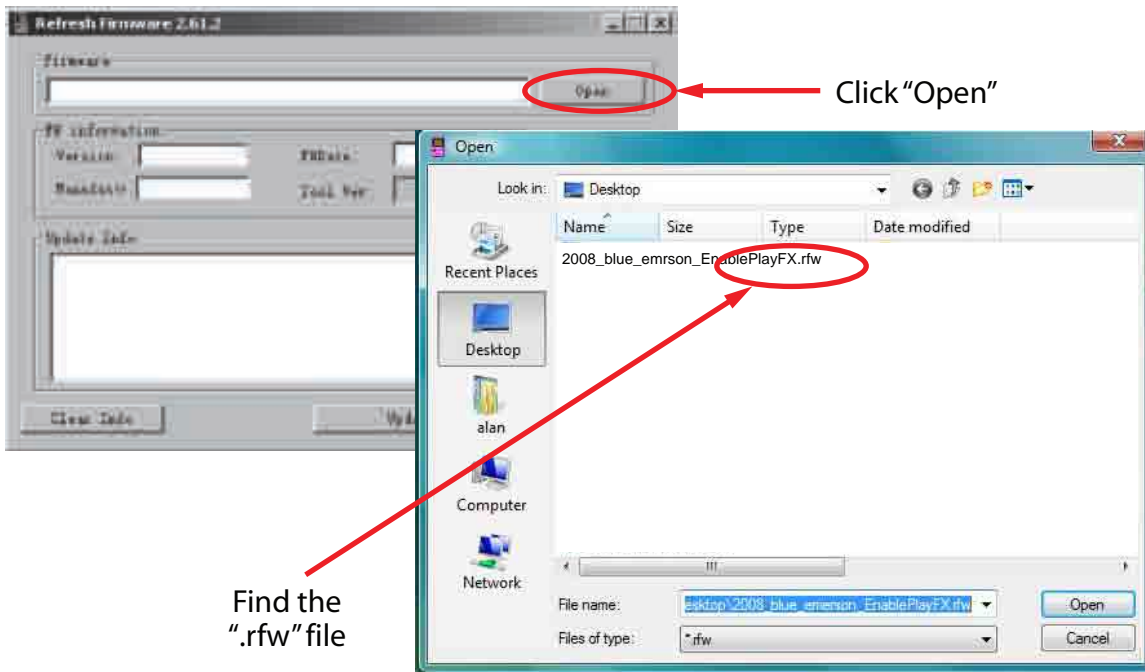 Refresh Firmware 2.61.2
Firmware
Open
Click “Open”
FW information
Version:
FWDate:
Tool Ver:
Update Info
Clear Info
Open
Look in:
Desktop
Name
Size
Type
Date modified
2008_blue_emrson_EnablePlayFX.rfw
Recent Places
Desktop
alan
Computer
Network
File name:
esktop\2008_blue_emerson_EnablePlayFX.rfw
Open
Files of type:
*.rfw
Cancel
Find the
“.rfw” file